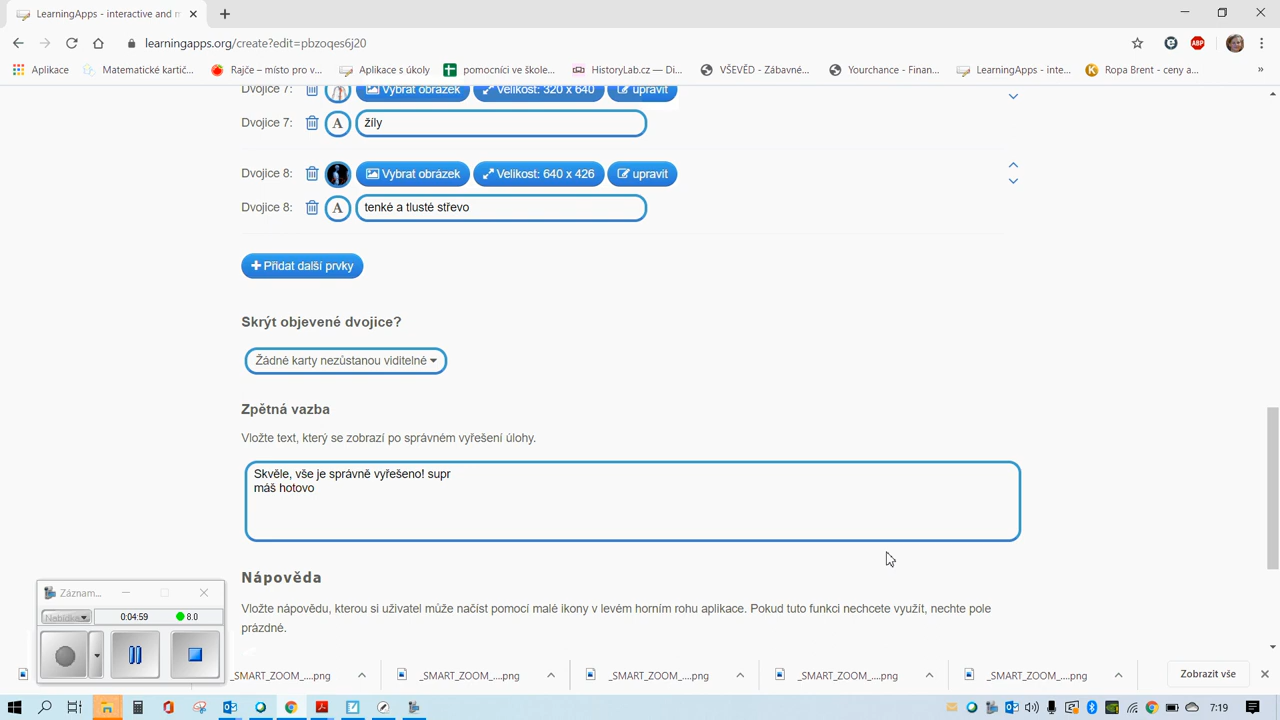 LearningApps - interactive and m
learningapps.org/create?edit=pbzoqes6j20
ABP
Aplikace
Matematické kartič...
Rajče – místo pro v...
Aplikace s úkoly
pomocníci ve škole...
HistoryLab.cz — Di...
VŠEVĚD - Zábavné...
Yourchance - Finan...
LearningApps - inte...
Ropa Brent - ceny a...
»
Dvojice 7:
Vybrat obrázek
Velikost: 320 x 640
upravit
Dvojice 7:
A
žíly
Dvojice 8:
Vybrat obrázek
Velikost: 640 x 426
upravit
Dvojice 8:
A
tenké a tlusté střevo
+ Přidat další prvky
Skrýt objevené dvojice?
Žádné karty nezůstanou viditelné
Zpětná vazba
Vložte text, který se zobrazí po správném vyřešení úlohy.
Skvěle, vše je správně vyřešeno! supr
máš hotovo
Nápověda
Vložte nápovědu, kterou si uživatel může načíst pomocí malé ikony v levém horním rohu aplikace. Pokud tuto funkci nechcete využít, nechte pole
prázdné.
Záznam...
Nabídka
0:04:59
8.0
_SMART_ZOOM_....png
_SMART_ZOOM_....png
_SMART_ZOOM_....png
_SMART_ZOOM_....png
_SMART_ZOOM_....png
Zobrazit vše
7:19